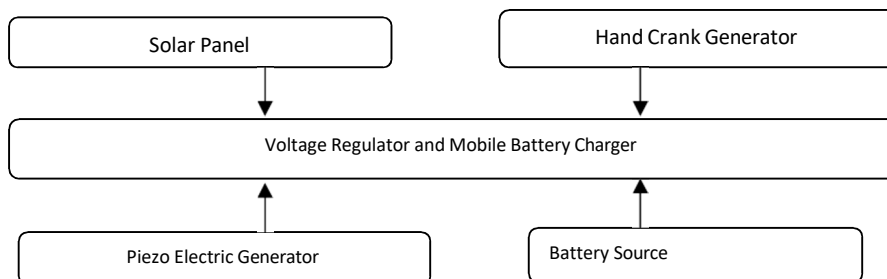 Solar Panel
Hand Crank Generator
Voltage Regulator and Mobile Battery Charger
Piezo Electric Generator
Battery Source